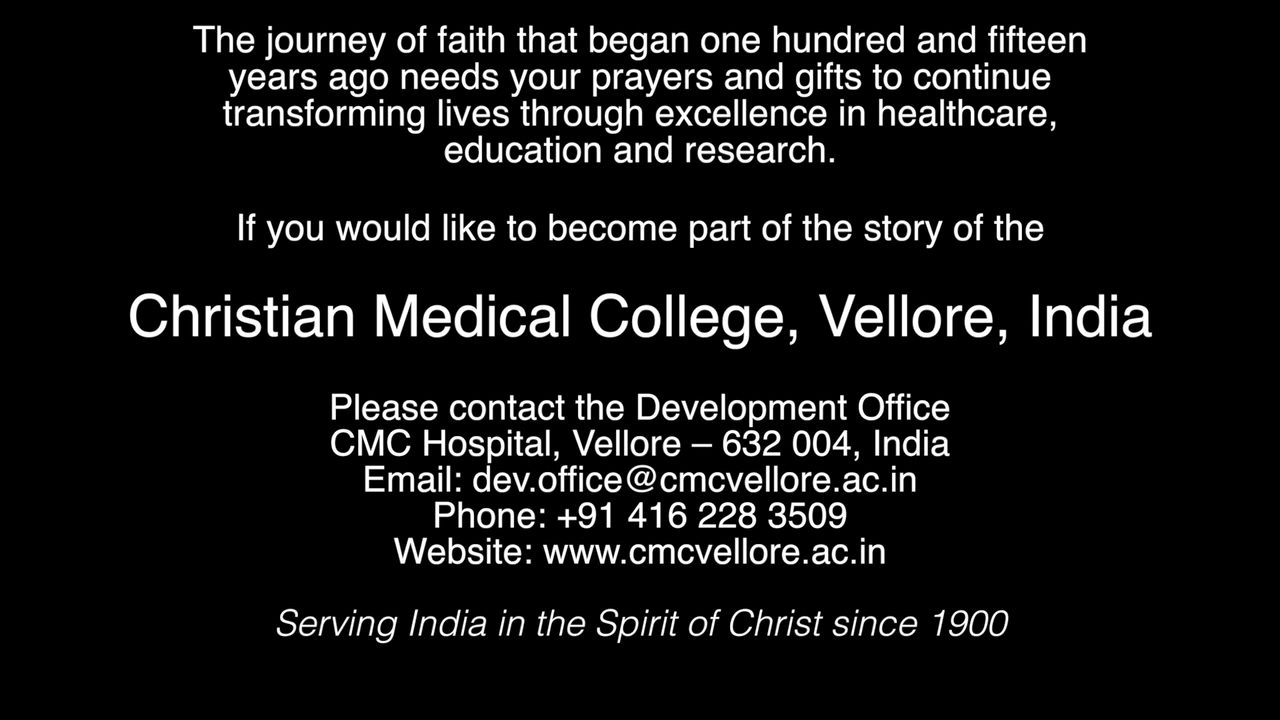 The journey of faith that began one hundred and fifteen
years ago needs your prayers and gifts to continue
transforming lives through excellence in healthcare,
education and research.
If you would like to become part of the story of the
Christian Medical College, Vellore, India
Please contact the Development Office
CMC Hospital, Vellore – 632 004, India
Email: dev.office@cmcvellore.ac.in
Phone: +91 416 228 3509
Website: www.cmcvellore.ac.in
Serving India in the Spirit of Christ since 1900